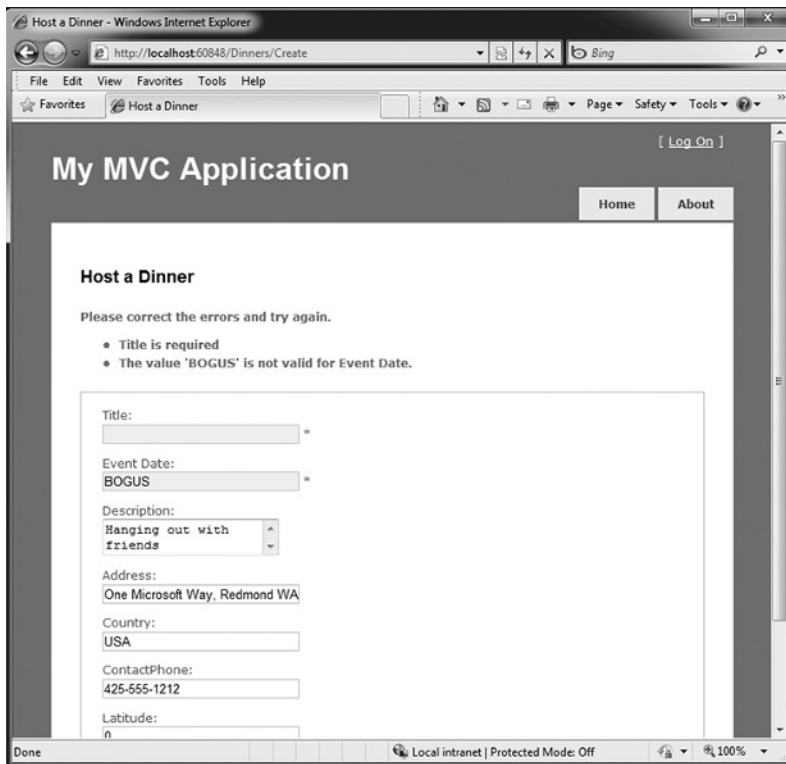 Host a Dinner - Windows Internet Explorer
http://localhost:60848/Dinners/Create
Bing
File Edit View Favorites Tools Help
Favorites
Host a Dinner
Page Safety Tools
[ Log On ]
My MVC Application
Home About
Host a Dinner
Please correct the errors and try again.
• Title is required
• The value 'BOGUS' is not valid for Event Date.
Title:
*
Event Date:
BOGUS *
Description:
Hanging out with
friends
Address:
One Microsoft Way, Redmond WA
Country:
USA
ContactPhone:
425-555-1212
Latitude:
0
Done
Local intranet | Protected Mode: Off
100%